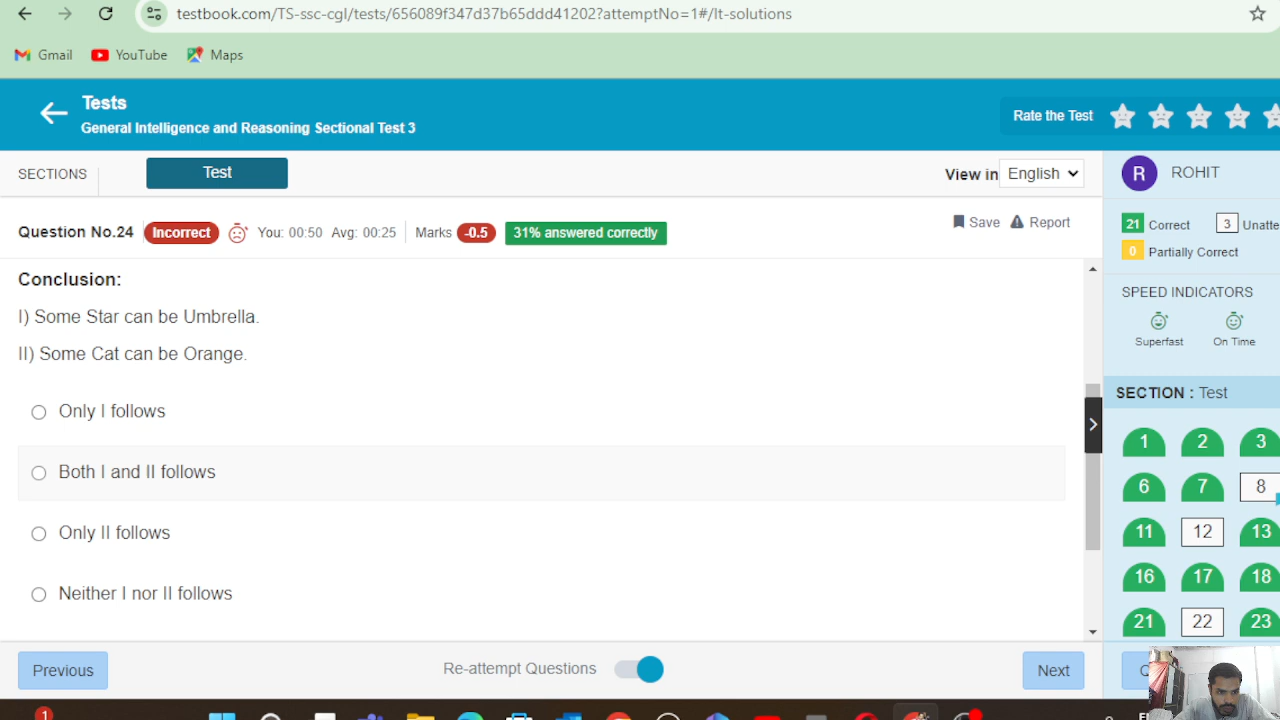 testbook.com/TS-ssc-cgl/tests/656089f347d37b65ddd41202?attemptNo=1#/lt-solutions
Gmail YouTube Maps
Tests
General Intelligence and Reasoning Sectional Test 3
Rate the Test
SECTIONS Test View in English
R ROHIT
Question No.24 Incorrect You: 00:50 Avg: 00:25 Marks -0.5 31% answered correctly Save Report
21 Correct 3
0 Partially Correct
Conclusion:
I) Some Star can be Umbrella.
II) Some Cat can be Orange.
Only I follows
Both I and II follows
Only II follows
Neither I nor II follows
SPEED INDICATORS
Superfast On Time
SECTION : Test
1 2 3
6 7 8
11 12 13
16 17 18
21 22 23
Previous Re-attempt Questions Next
1